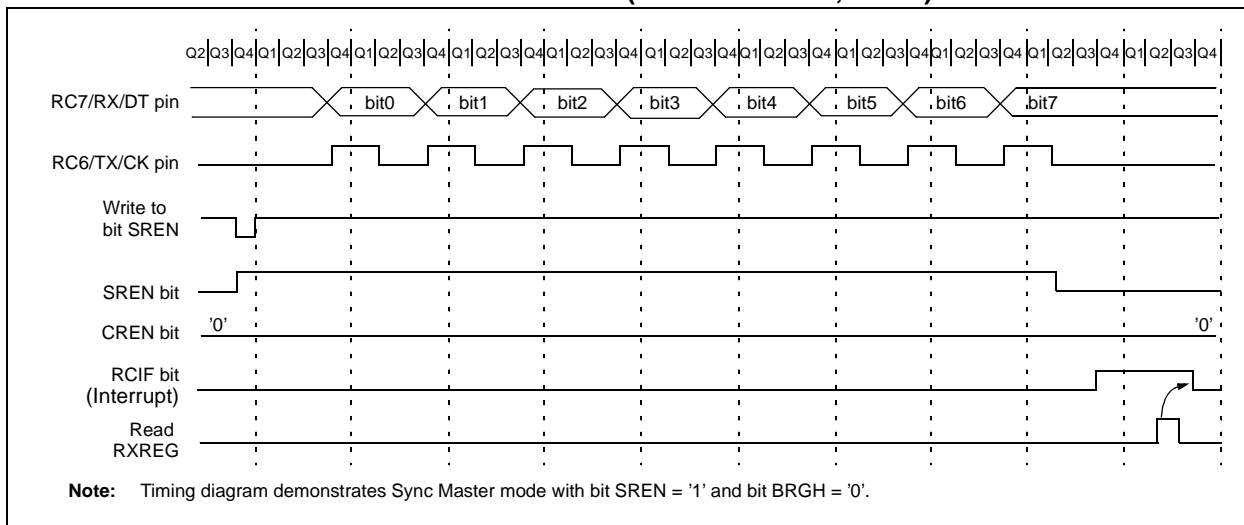 Q2 Q3 Q4 Q1 Q2 Q3 Q4 Q1 Q2 Q3 Q4 Q1 Q2 Q3 Q4 Q1 Q2 Q3 Q4 Q1 Q2 Q3 Q4 Q1 Q2 Q3 Q4 Q1 Q2 Q3 Q4 Q1 Q2 Q3 Q4 Q1 Q2 Q3 Q4 Q1 Q2 Q3 Q4
RC7/RX/DT pin bit0 bit1 bit2 bit3 bit4 bit5 bit6 bit7
RC6/TX/CK pin
Write to
bit SREN
SREN bit
CREN bit '0' '0'
RCIF bit
(Interrupt)
Read
RXREG
Note: Timing diagram demonstrates Sync Master mode with bit SREN = '1' and bit BRGH = '0'.